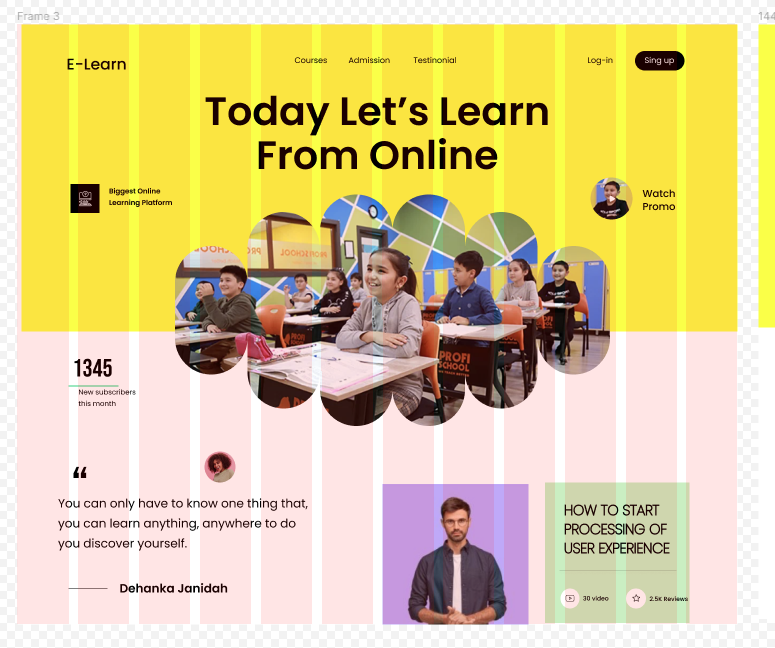 Frame 3
144
E-Learn
Courses
Admission
Testinonial
Log-in
Sing up
Today Let's Learn
From Online
Biggest Online
Learning Platform
Watch
Promo
PROFI
SCHOOL
1345
New subscribers
this month
“
You can only have to know one thing that,
you can learn anything, anywhere to do
you discover yourself.
Dehanka Janidah
HOW TO START
PROCESSING OF
USER EXPERIENCE
30 video
2.5K Reviews